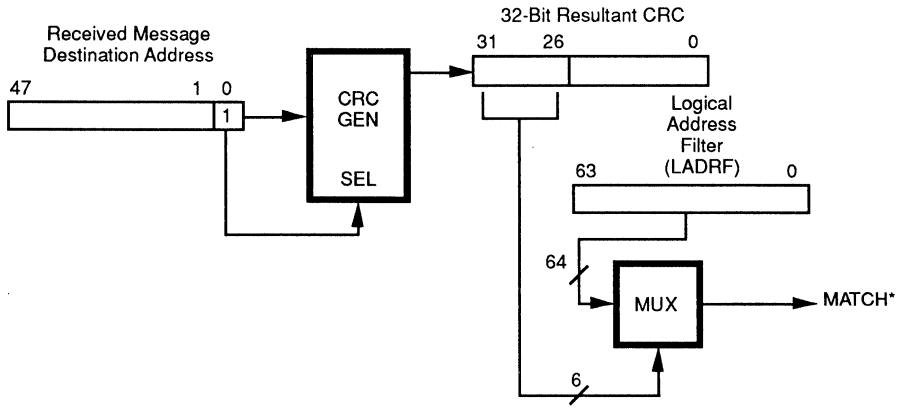 32-Bit Resultant CRC
Received Message
Destination Address
31 26 0
47 1 0
1
CRC
GEN
SEL
Logical
Address
Filter
(LADRF)
63 0
64
MUX
MATCH*
6